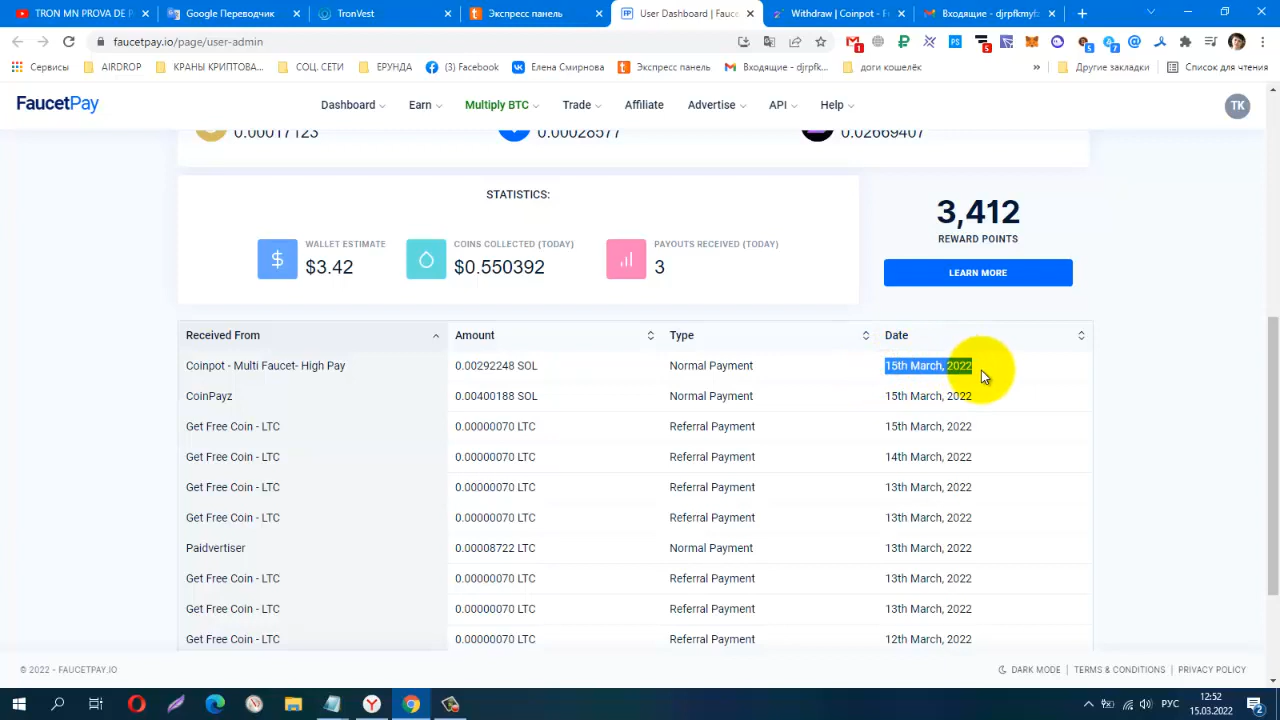 TRON MN PROVA DE P
Google Переводчик
TronVest
Экспресс панель
User Dashboard | Fauce
Withdraw | Coinpot - Fr
Входящие - djrpfkmyf
faucetpay.io/page/user-admin
Сервисы
AIRDROP
КРАНЫ КРИПТОВА...
СОЦ. СЕТИ
ЕРУНДА
(3) Facebook
Елена Смирнова
Экспресс панель
Входящие - djrpfk...
доги кошелёк
»
Другие закладки
Список для чтения
FaucetPay
Dashboard
Earn
Multiply BTC
Trade
Affiliate
Advertise
API
Help
TK
0.00017123
0.00028577
0.02669407
STATISTICS:
WALLET ESTIMATE
$3.42
COINS COLLECTED (TODAY)
$0.550392
PAYOUTS RECEIVED (TODAY)
3
3,412
REWARD POINTS
LEARN MORE
Received From Amount Type Date
Coinpot - Multi Faucet- High Pay 0.00292248 SOL Normal Payment 15th March, 2022
CoinPayz 0.00400188 SOL Normal Payment 15th March, 2022
Get Free Coin - LTC 0.00000070 LTC Referral Payment 15th March, 2022
Get Free Coin - LTC 0.00000070 LTC Referral Payment 14th March, 2022
Get Free Coin - LTC 0.00000070 LTC Referral Payment 13th March, 2022
Get Free Coin - LTC 0.00000070 LTC Referral Payment 13th March, 2022
Paidvertiser 0.00008722 LTC Normal Payment 13th March, 2022
Get Free Coin - LTC 0.00000070 LTC Referral Payment 13th March, 2022
Get Free Coin - LTC 0.00000070 LTC Referral Payment 13th March, 2022
Get Free Coin - LTC 0.00000070 LTC Referral Payment 12th March, 2022
© 2022 - FAUCETPAY.IO
DARK MODE | TERMS & CONDITIONS | PRIVACY POLICY
РУС
12:52
15.03.2022
2